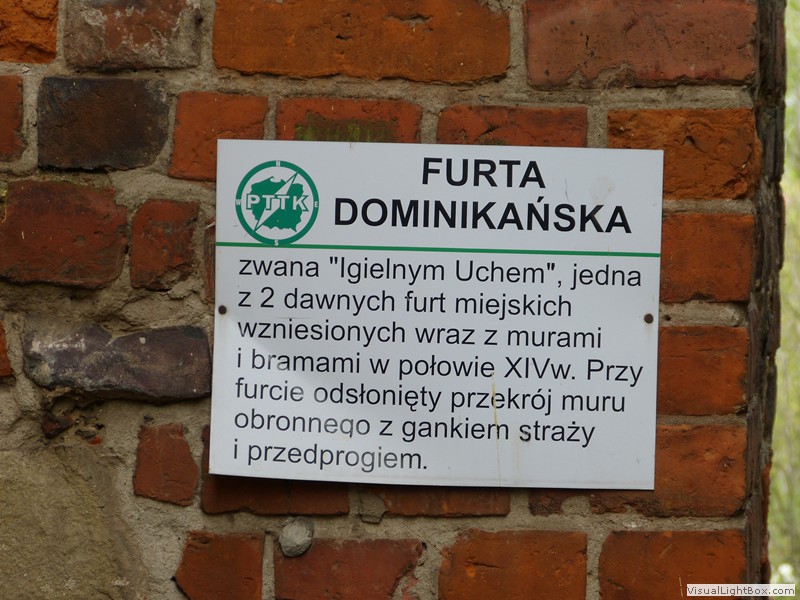 FURTA
DOMINIKAŃSKA
N
W PTTK E
S
zwana "Igielnym Uchem", jedna
z 2 dawnych furt miejskich
wzniesionych wraz z murami
i bramami w połowie XIVw. Przy
furcie odsłonięty przekrój muru
obronnego z gankiem straży
i przedprogiem.
VisualLightBox.com